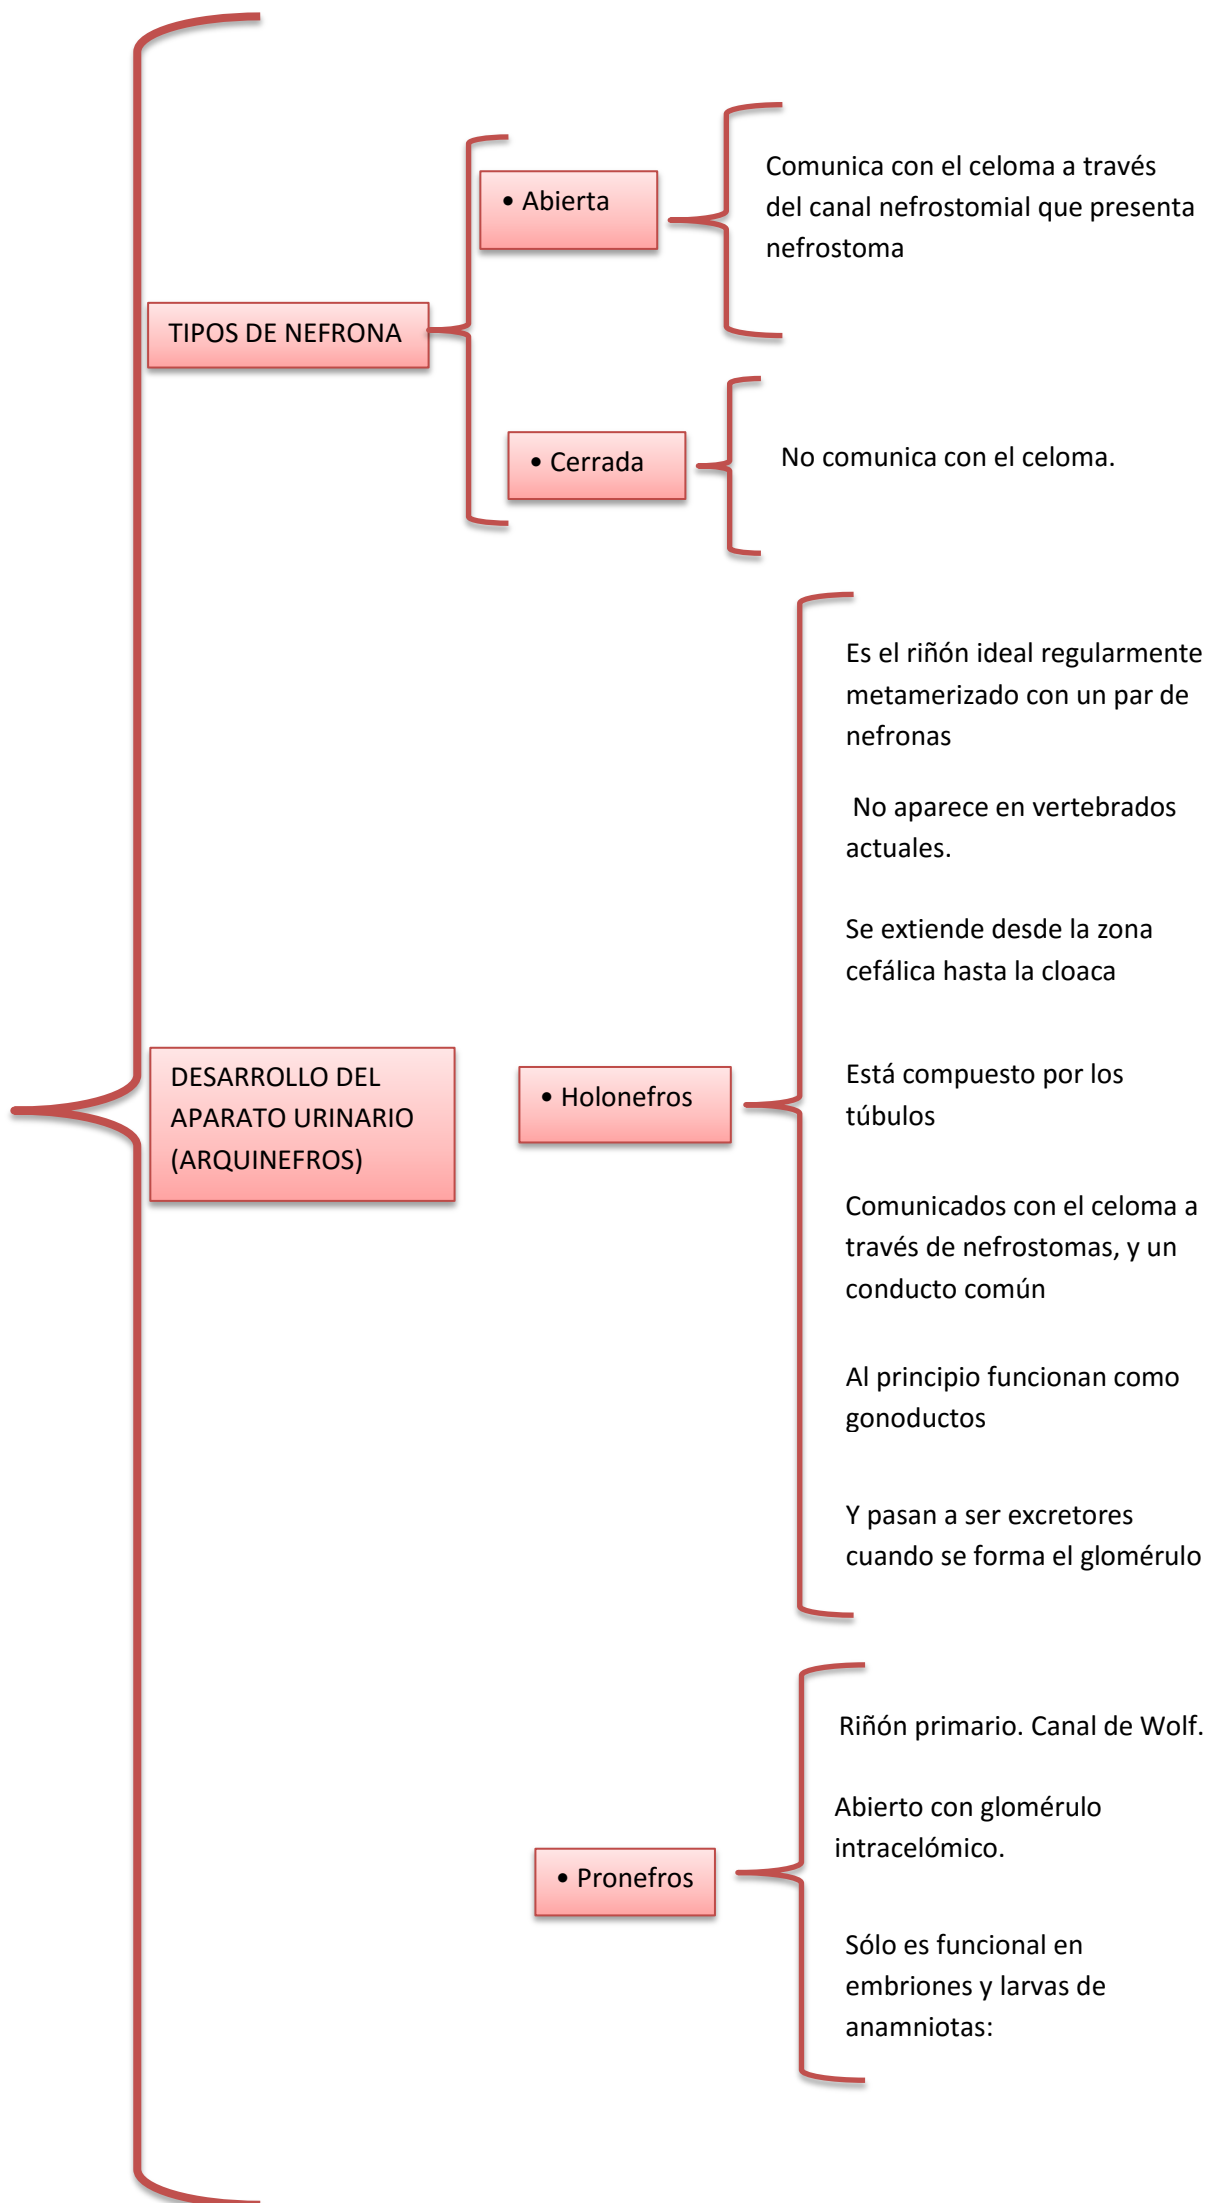 TIPOS DE NEFRONA
• Abierta
Comunica con el celoma a través
del canal nefrostomial que presenta
nefrostoma
• Cerrada
No comunica con el celoma.
DESARROLLO DEL
APARATO URINARIO
(ARQUINEFROS)
• Holonefros
Es el riñón ideal regularmente
metamerizado con un par de
nefronas
No aparece en vertebrados
actuales.
Se extiende desde la zona
cefálica hasta la cloaca
Está compuesto por los
túbulos
Comunicados con el celoma a
través de nefrostomas, y un
conducto común
Al principio funcionan como
gonoductos
Y pasan a ser excretores
cuando se forma el glomérulo
• Pronefros
Riñón primario. Canal de Wolf.
Abierto con glomérulo
intracelómico.
Sólo es funcional en
embriones y larvas de
anamniotas: